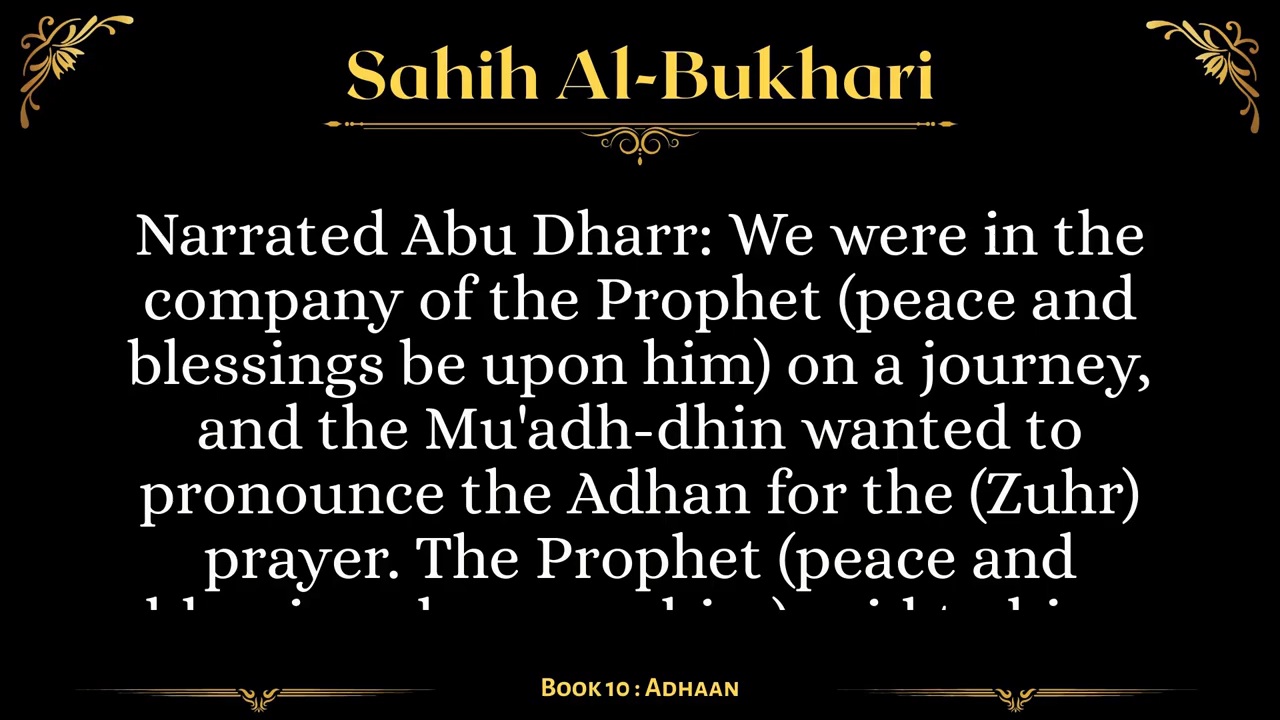 Sahih Al-Bukhari
Narrated Abu Dharr: We were in the
company of the Prophet (peace and
blessings be upon him) on a journey,
and the Mu'adh-dhin wanted to
pronounce the Adhan for the (Zuhr)
prayer. The Prophet (peace and
Book 10 : Adhaan